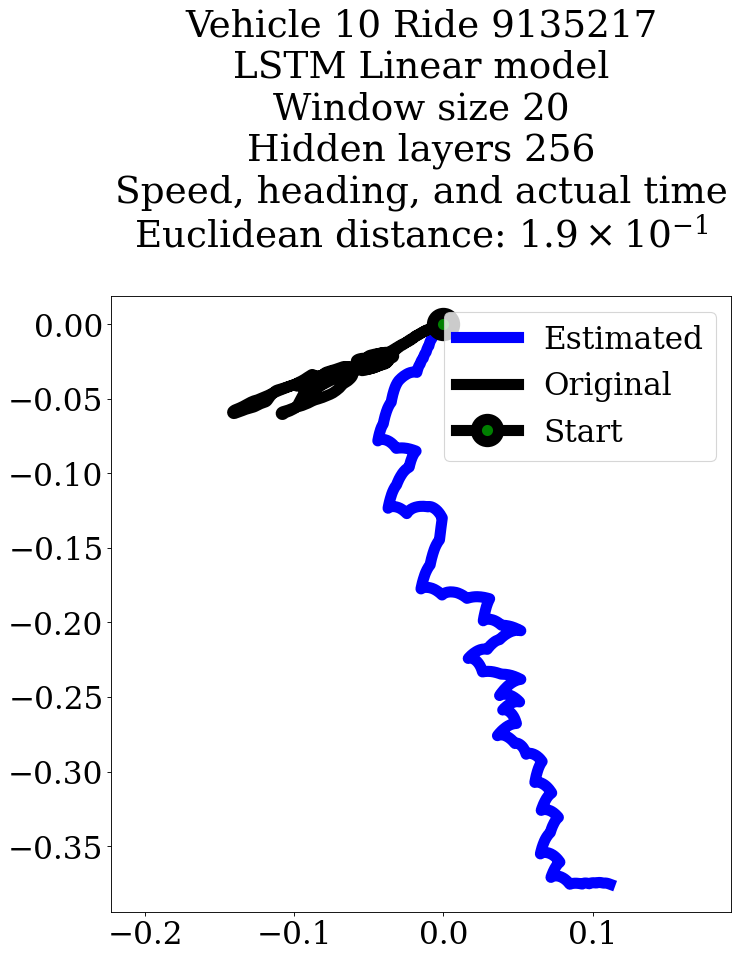 Vehicle 10 Ride 9135217
LSTM Linear model
Window size 20
Hidden layers 256
Speed, heading, and actual time
Euclidean distance: 1.9 × 10⁻¹
Estimated
Original
Start
0.00
−0.05
−0.10
−0.15
−0.20
−0.25
−0.30
−0.35
−0.2 −0.1 0.0 0.1